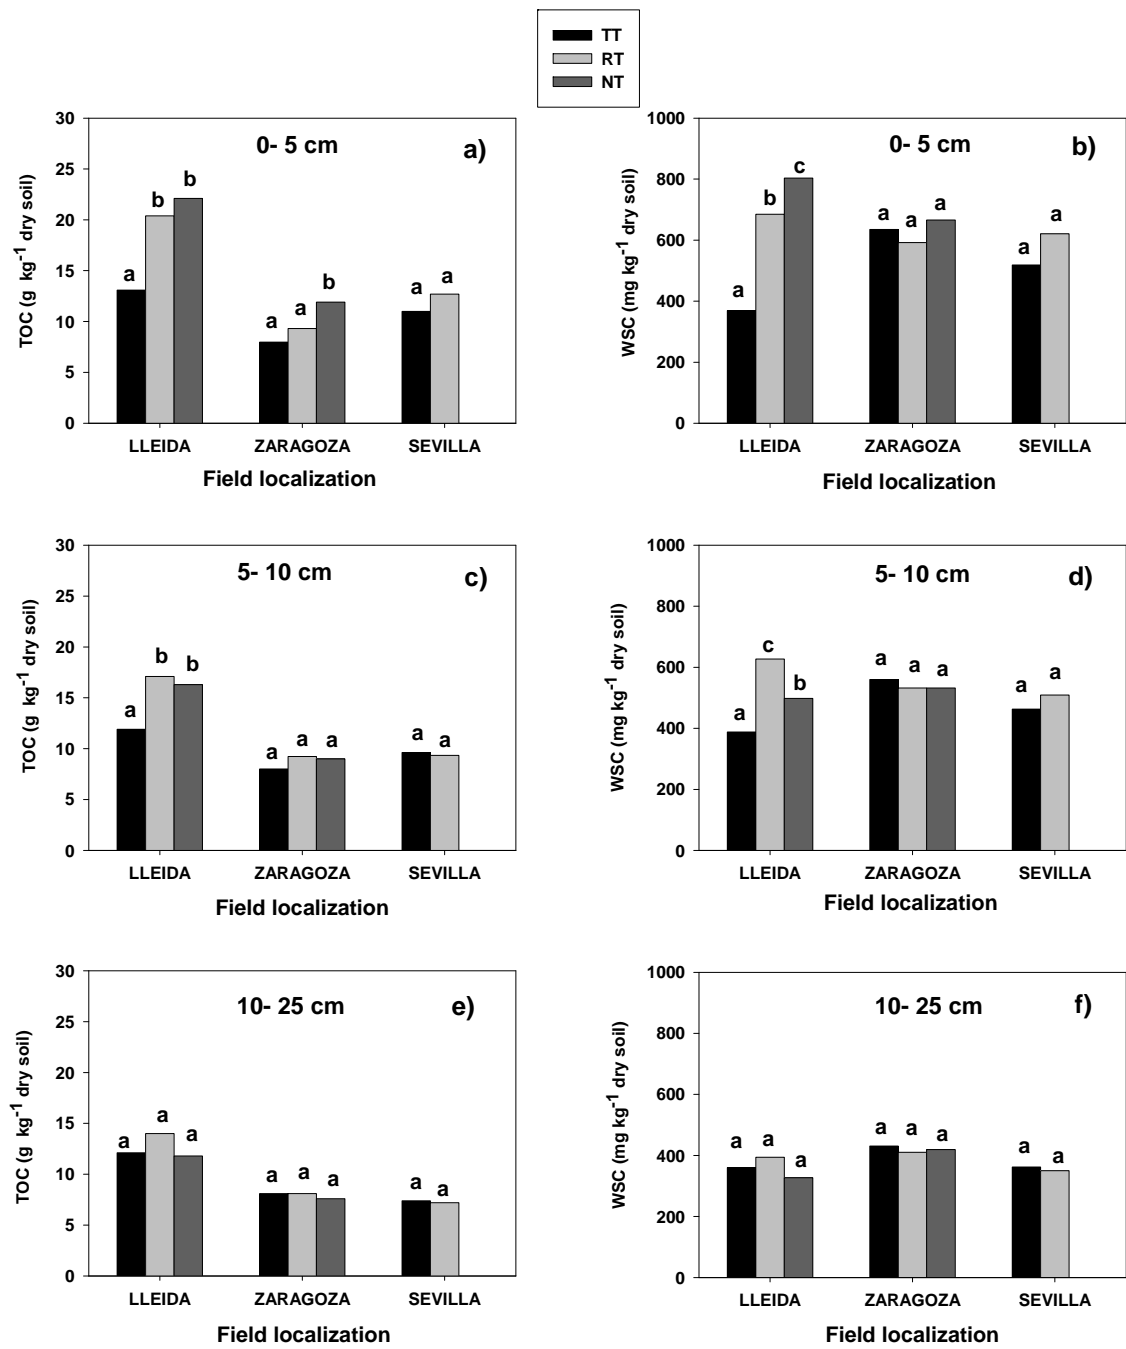 TT
RT
NT
0- 5 cm
a)
TOC (g kg-1 dry soil)
30
25
20
15
10
5
0
a b b
a a b
a a
LLEIDA ZARAGOZA SEVILLA
Field localization
0- 5 cm
b)
WSC (mg kg-1 dry soil)
1000
800
600
400
200
0
a b c
a a a
a a
LLEIDA ZARAGOZA SEVILLA
Field localization
5- 10 cm
c)
TOC (g kg-1 dry soil)
30
25
20
15
10
5
0
a b b
a a a
a a
LLEIDA ZARAGOZA SEVILLA
Field localization
5- 10 cm
d)
WSC (mg kg-1 dry soil)
1000
800
600
400
200
0
a c b
a a a
a a
LLEIDA ZARAGOZA SEVILLA
Field localization
10- 25 cm
e)
TOC (g kg-1 dry soil)
30
25
20
15
10
5
0
a a a
a a a
a a
LLEIDA ZARAGOZA SEVILLA
Field localization
10- 25 cm
f)
WSC (mg kg-1 dry soil)
1000
800
600
400
200
0
a a a
a a a
a a
LLEIDA ZARAGOZA SEVILLA
Field localization